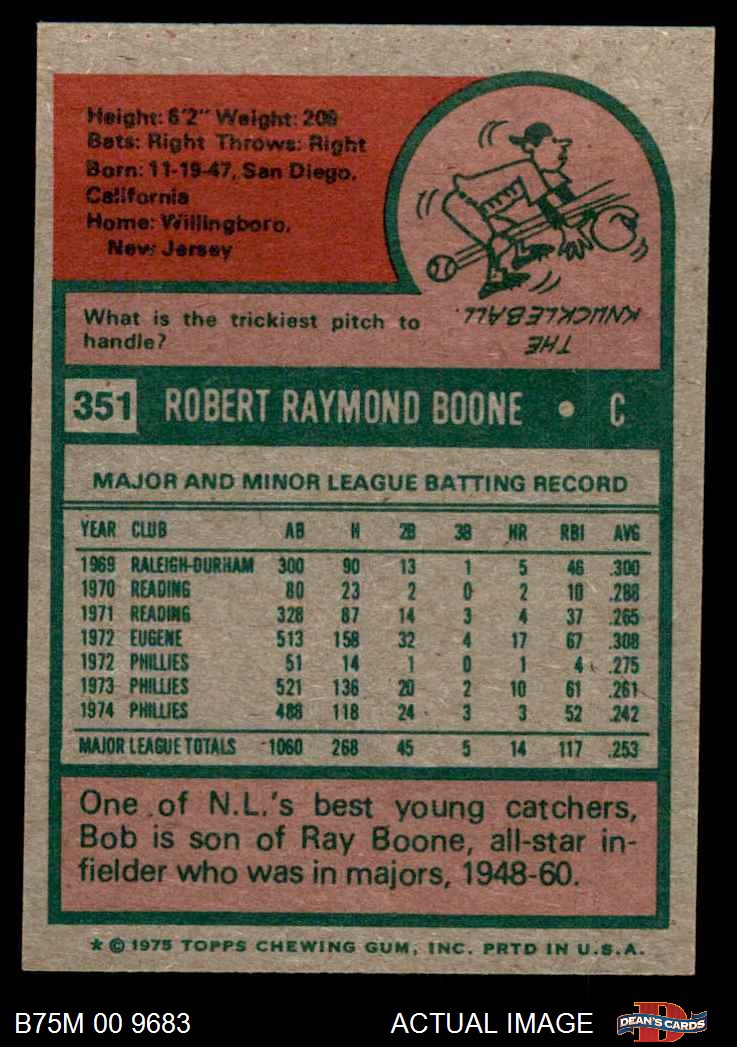 Height: 6'2" Weight: 209
Bats: Right Throws: Right
Born: 11-19-47, San Diego,
California
Home: Willingboro,
New Jersey
What is the trickiest pitch to
handle?
THE
KNUCKLEBALL.
351 ROBERT RAYMOND BOONE • C
MAJOR AND MINOR LEAGUE BATTING RECORD
YEAR CLUB AB H 2B 3B HR RBI AVG
1969 RALEIGH-DURHAM 300 90 13 1 5 46 .300
1970 READING 80 23 2 0 2 10 .288
1971 READING 328 87 14 3 4 37 .265
1972 EUGENE 513 158 32 4 17 67 .308
1972 PHILLIES 51 14 1 0 1 4 .275
1973 PHILLIES 521 136 20 2 10 61 .261
1974 PHILLIES 488 118 24 3 3 52 .242
MAJOR LEAGUE TOTALS 1060 268 45 5 14 117 .253
One of N.L.'s best young catchers,
Bob is son of Ray Boone, all-star in-
fielder who was in majors, 1948-60.
* © 1975 TOPPS CHEWING GUM, INC. PRTD IN U.S.A.
B75M 00 9683 ACTUAL IMAGE D DEAN'S CARDS